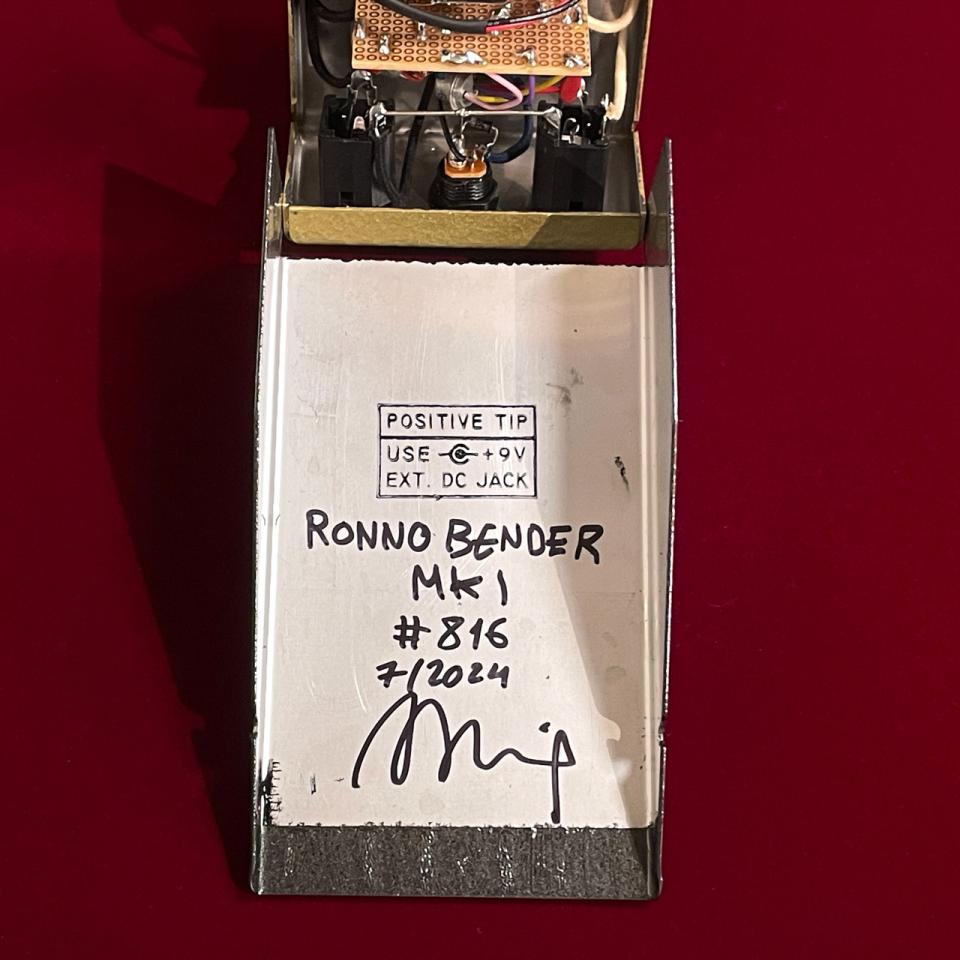 POSITIVE TIP
USE +9V
EXT. DC JACK
RONNO BENDER
MK1
#816
7/2024